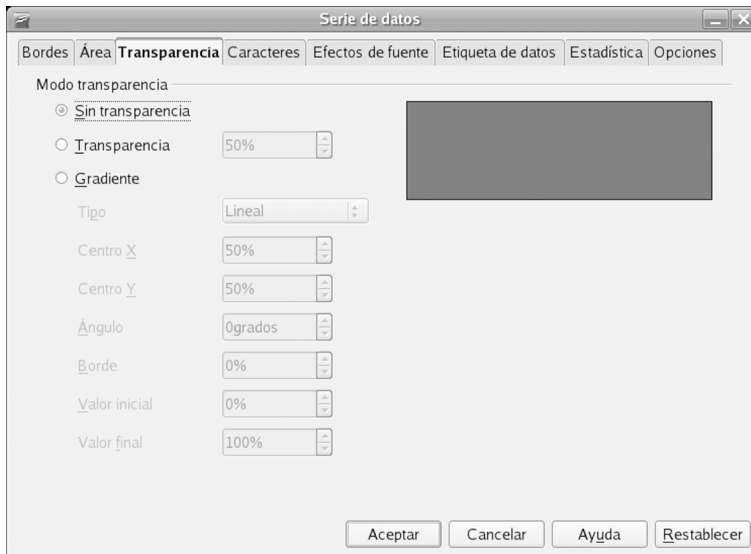 Serie de datos
Bordes Área Transparencia Caracteres Efectos de fuente Etiqueta de datos Estadística Opciones
Modo transparencia
Sin transparencia
Transparencia 50%
Gradiente
Tipo Lineal
Centro X 50%
Centro Y 50%
Ángulo 0grados
Borde 0%
Valor inicial 0%
Valor final 100%
Aceptar Cancelar Ayuda Restablecer